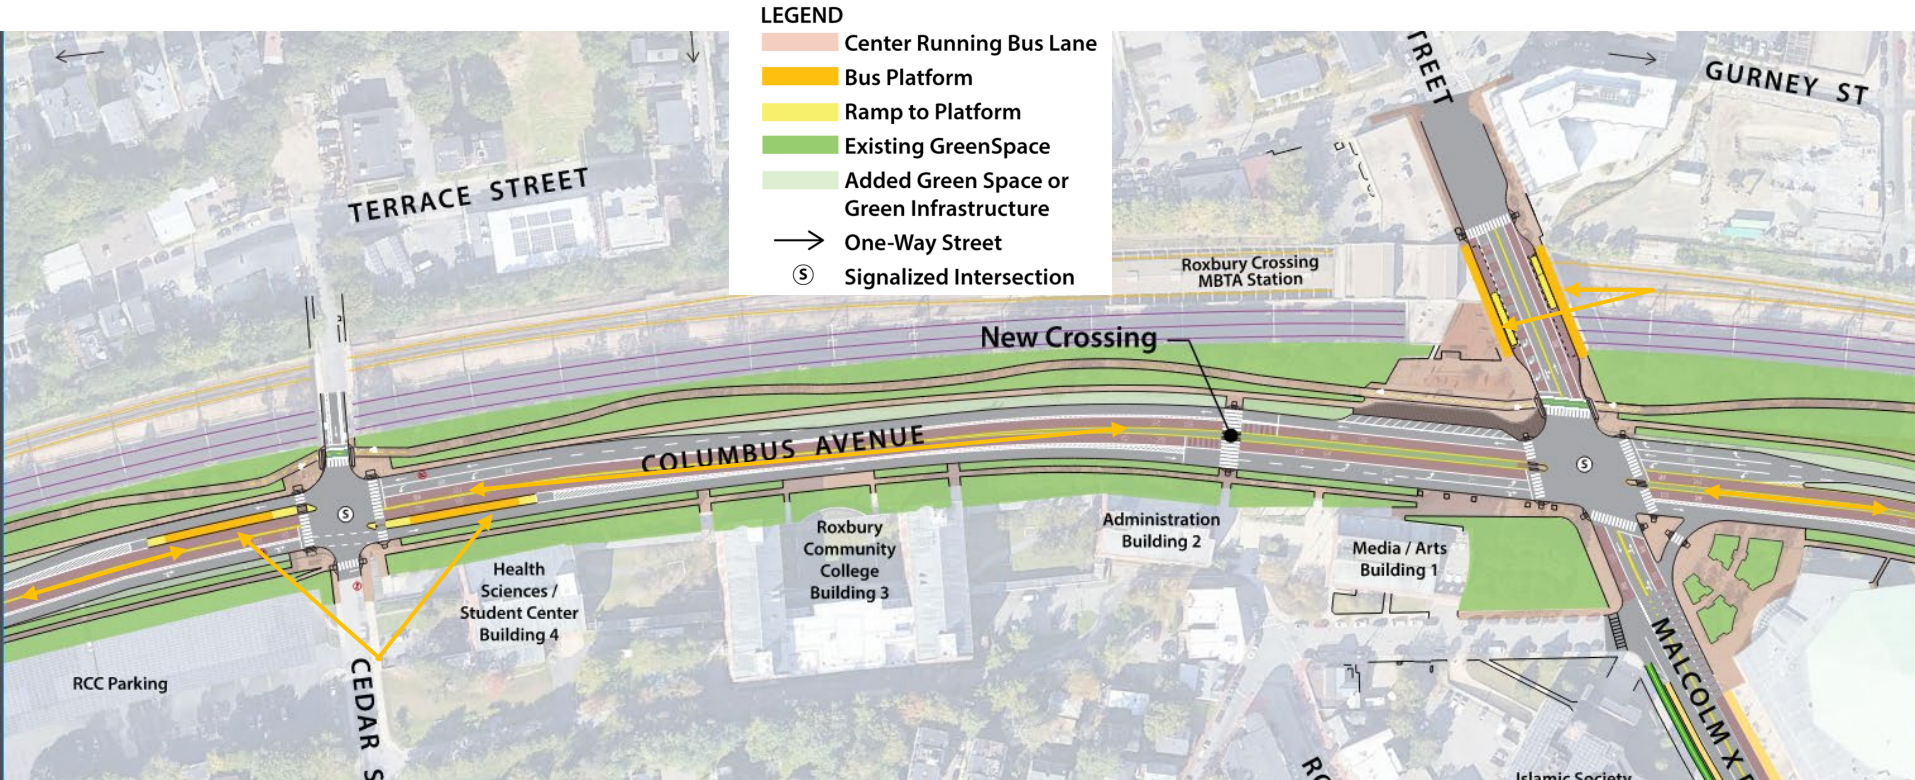 LEGEND
Center Running Bus Lane
Bus Platform
Ramp to Platform
Existing GreenSpace
Added Green Space or
Green Infrastructure
One-Way Street
S Signalized Intersection
TREET
GURNEY ST
TERRACE STREET
Roxbury Crossing
MBTA Station
New Crossing
COLUMBUS AVENUE
S
S
Roxbury
Community
College
Building 3
Administration
Building 2
Media / Arts
Building 1
Health
Sciences /
Student Center
Building 4
RCC Parking
CEDAR S
MALCOLM X
RO
Islamic Society